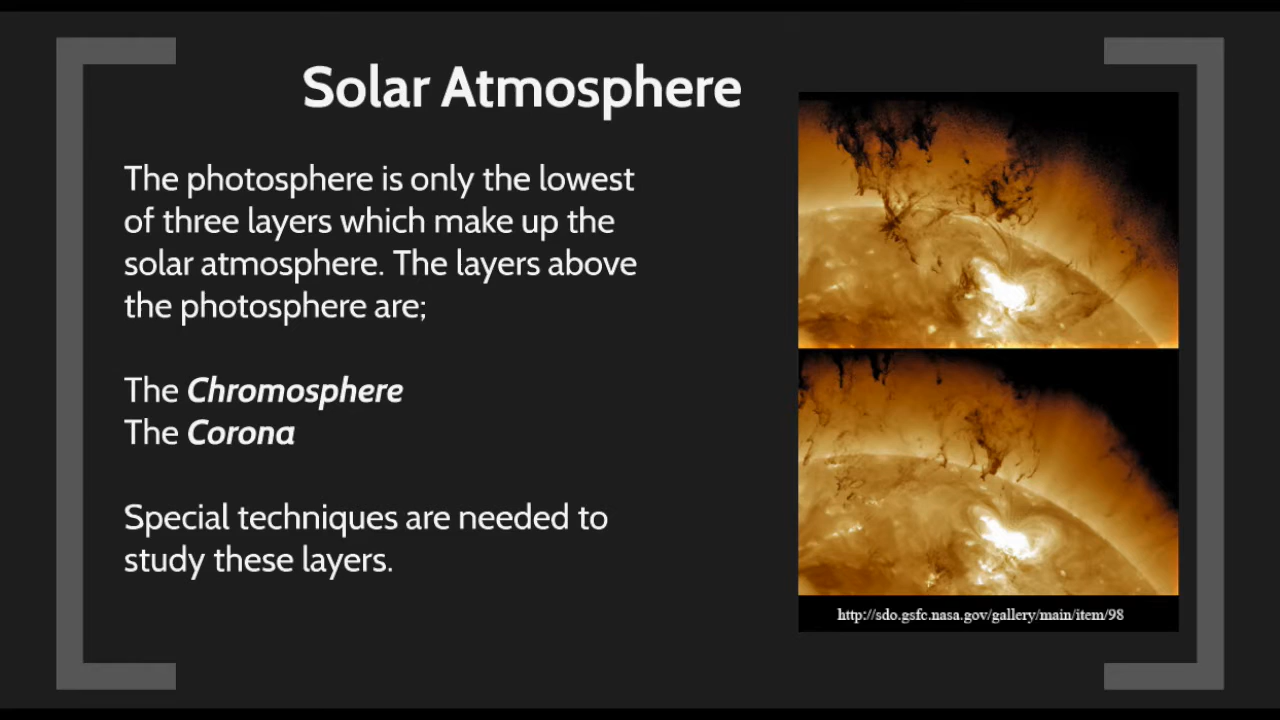 Solar Atmosphere
The photosphere is only the lowest
of three layers which make up the
solar atmosphere. The layers above
the photosphere are;
The Chromosphere
The Corona
Special techniques are needed to
study these layers.
http://sdo.gsfc.nasa.gov/gallery/main/item/98